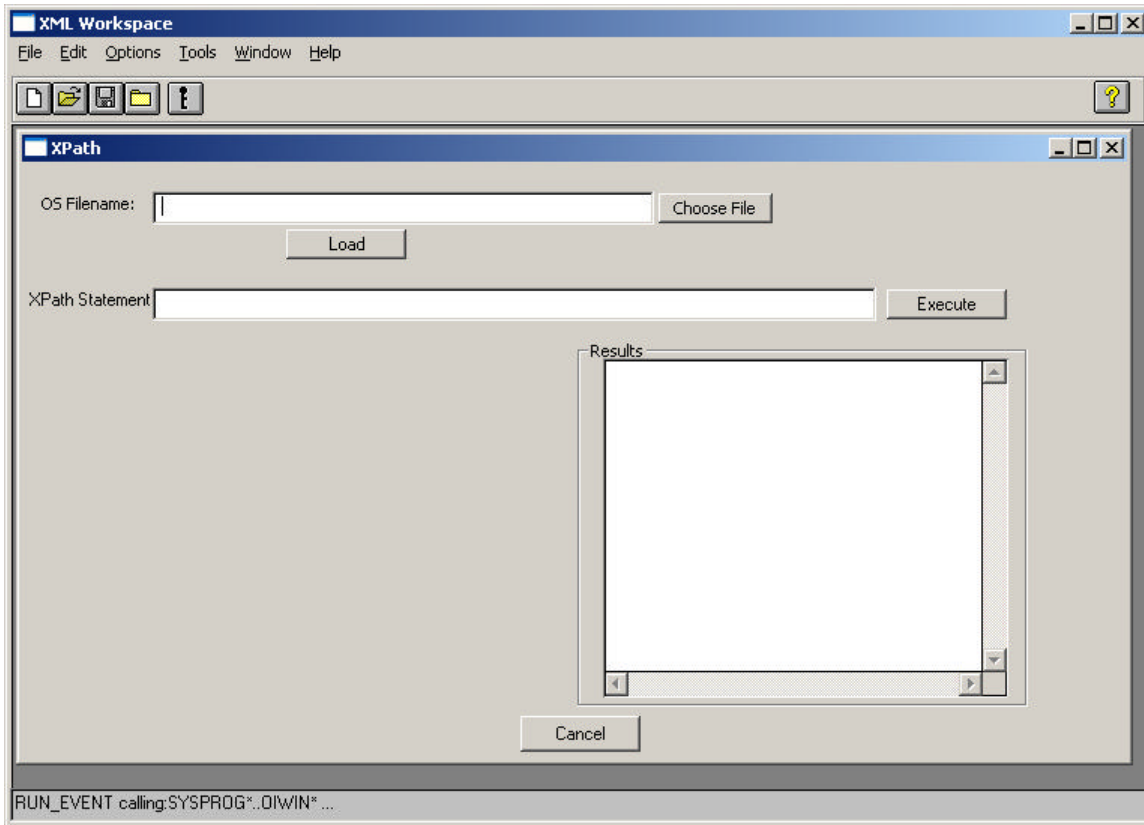 XML Workspace
File Edit Options Tools Window Help
XPath
OS Filename:
Choose File
Load
XPath Statement
Execute
Results
Cancel
RUN_EVENT calling:SYSPROG*..OIWIN* ...